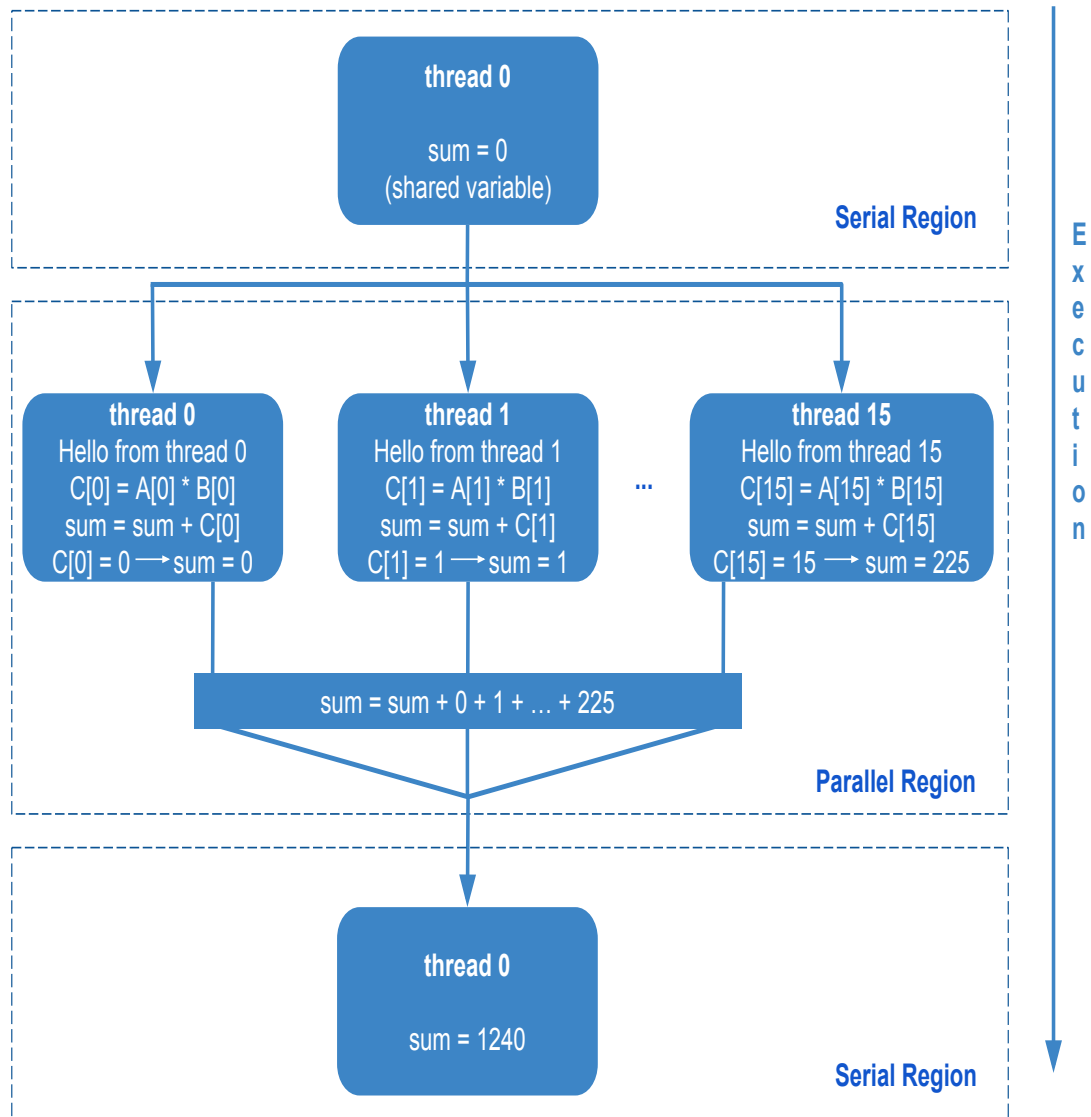 thread 0
sum = 0
(shared variable)
Serial Region
Execution
thread 0
Hello from thread 0
C[0] = A[0] * B[0]
sum = sum + C[0]
C[0] = 0 → sum = 0
thread 1
Hello from thread 1
C[1] = A[1] * B[1]
sum = sum + C[1]
C[1] = 1 → sum = 1
...
thread 15
Hello from thread 15
C[15] = A[15] * B[15]
sum = sum + C[15]
C[15] = 15 → sum = 225
sum = sum + 0 + 1 + … + 225
Parallel Region
thread 0
sum = 1240
Serial Region